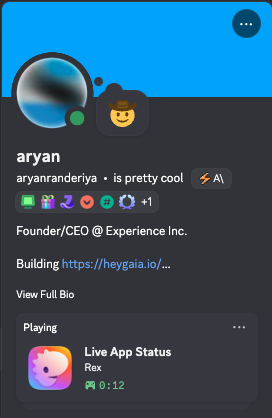 aryan
aryanranderiya • is pretty cool ⚡ A\
+1
Founder/CEO @ Experience Inc.
Building https://heygaia.io/...
View Full Bio
Playing
Live App Status
Rex
0:12